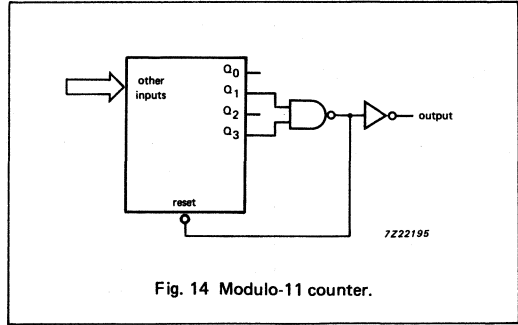 other
inputs
Q0
Q1
Q2
Q3
reset
output
7Z22195
Fig. 14 Modulo-11 counter.